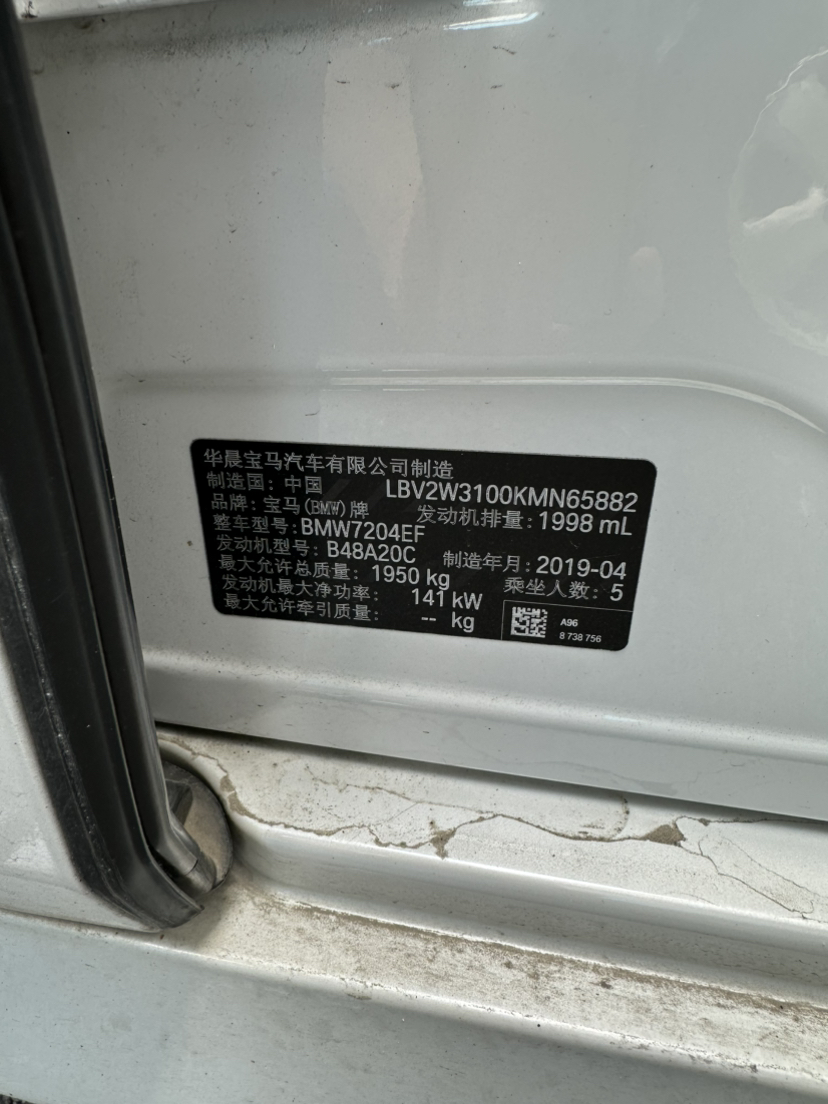 华晨宝马汽车有限公司制造
制造国: 中国 LBV2W3100KMN65882
品牌: 宝马(BMW)牌 发动机排量: 1998 mL
整车型号: BMW7204EF
发动机型号: B48A20C 制造年月: 2019-04
最大允许总质量: 1950 kg 乘坐人数: 5
发动机最大净功率: 141 kW
最大允许牵引质量: -- kg
A96
8 738 756